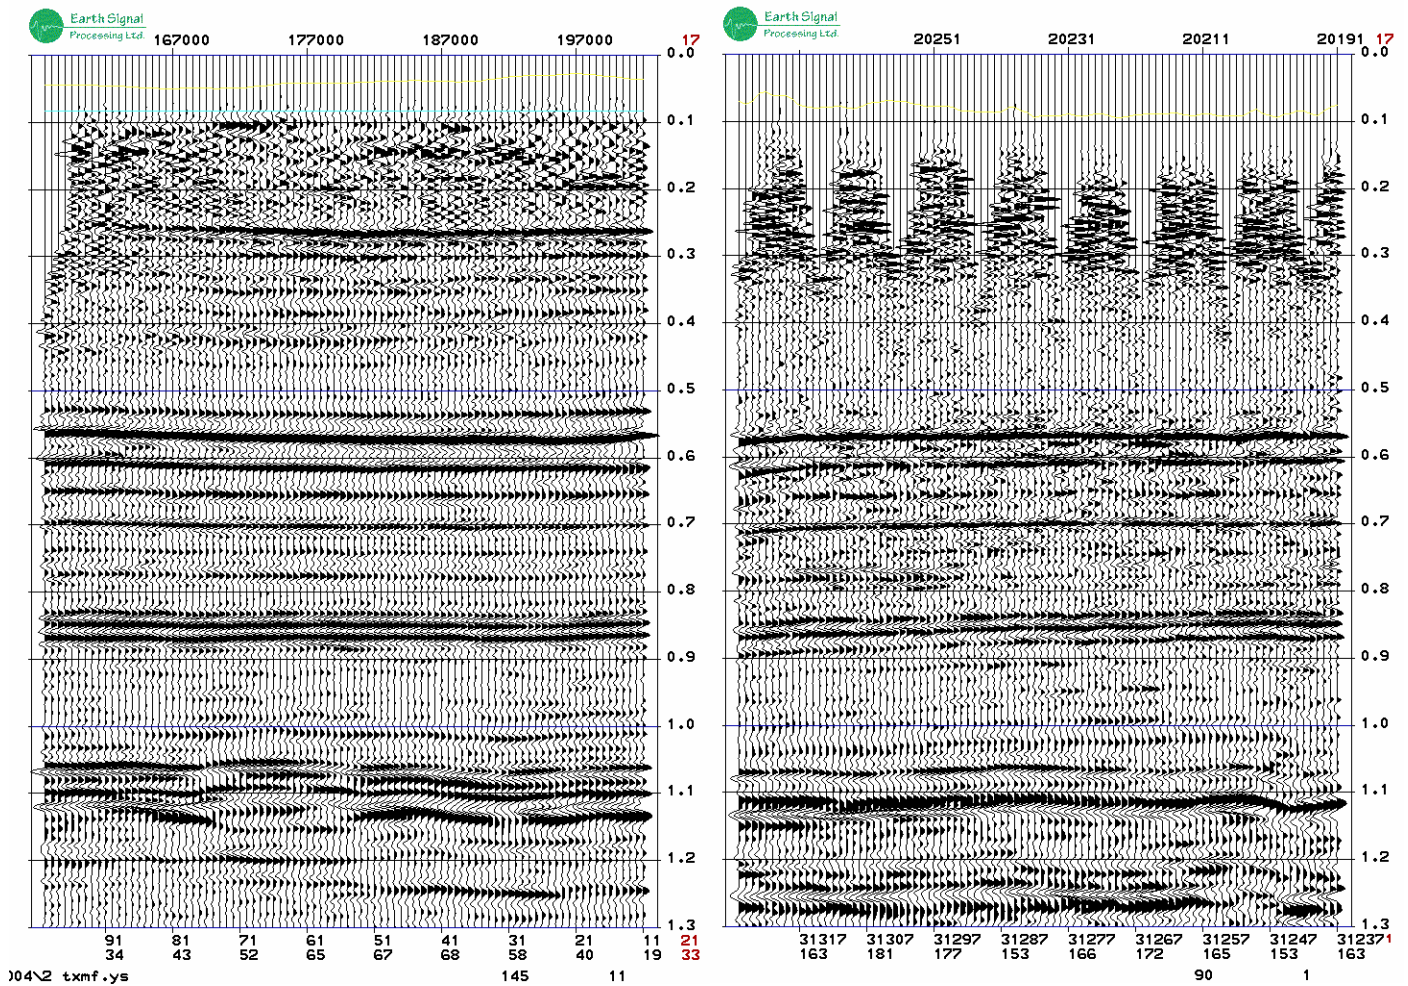 Earth Signal
Processing Ltd.
167000 177000 187000 197000 17
0.0
0.1
0.2
0.3
0.4
0.5
0.6
0.7
0.8
0.9
1.0
1.1
1.2
1.3
91 81 71 61 51 41 31 21 11 21
34 43 52 65 67 68 58 40 19 33
004\2 txmf.ys 145 11
Earth Signal
Processing Ltd.
20251 20231 20211 20191 17
0.0
0.1
0.2
0.3
0.4
0.5
0.6
0.7
0.8
0.9
1.0
1.1
1.2
1.3
31317 31307 31297 31287 31277 31267 31257 31247 31237 1
163 181 177 153 166 172 165 153 163
90 1